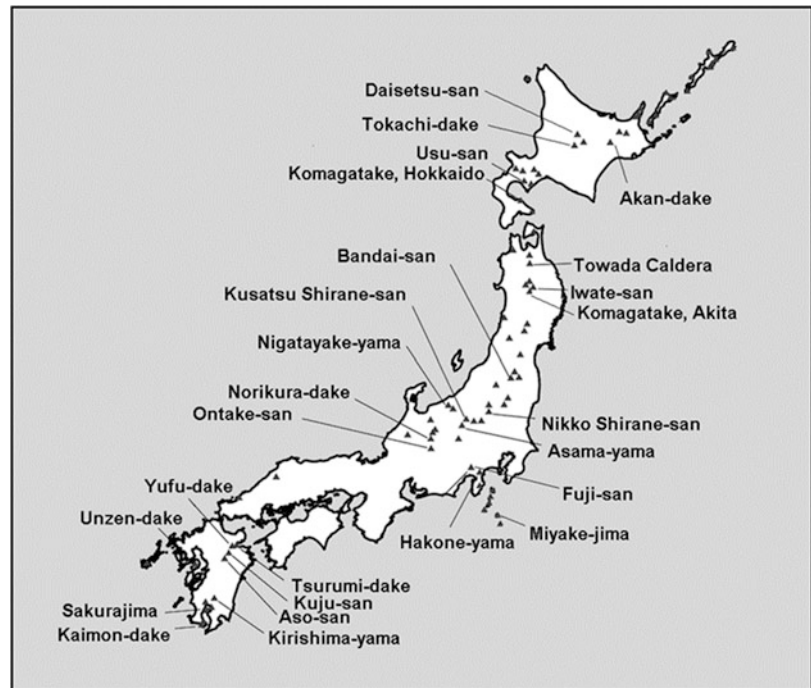 Daisetsu-san
Tokachi-dake
Usu-san
Komagatake, Hokkaido
Akan-dake
Bandai-san
Towada Caldera
Kusatsu Shirane-san
Iwate-san
Komagatake, Akita
Nigatayake-yama
Norikura-dake
Ontake-san
Nikko Shirane-san
Asama-yama
Yufu-dake
Fuji-san
Unzen-dake
Hakone-yama
Miyake-jima
Tsurumi-dake
Kuju-san
Sakurajima
Aso-san
Kaimon-dake
Kirishima-yama